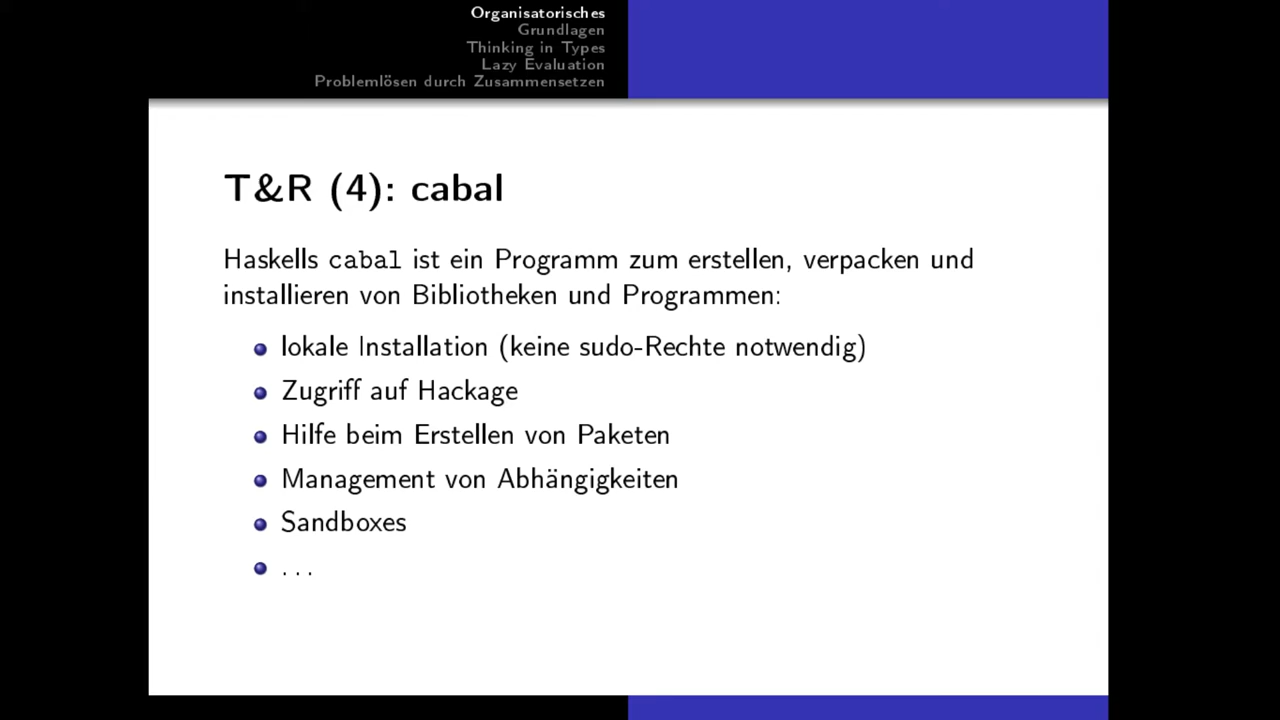 Organisatorisches
Grundlagen
Thinking in Types
Lazy Evaluation
Problemlösen durch Zusammensetzen
T&R (4): cabal
Haskells cabal ist ein Programm zum erstellen, verpacken und
installieren von Bibliotheken und Programmen:
lokale Installation (keine sudo-Rechte notwendig)
Zugriff auf Hackage
Hilfe beim Erstellen von Paketen
Management von Abhängigkeiten
Sandboxes
. . .